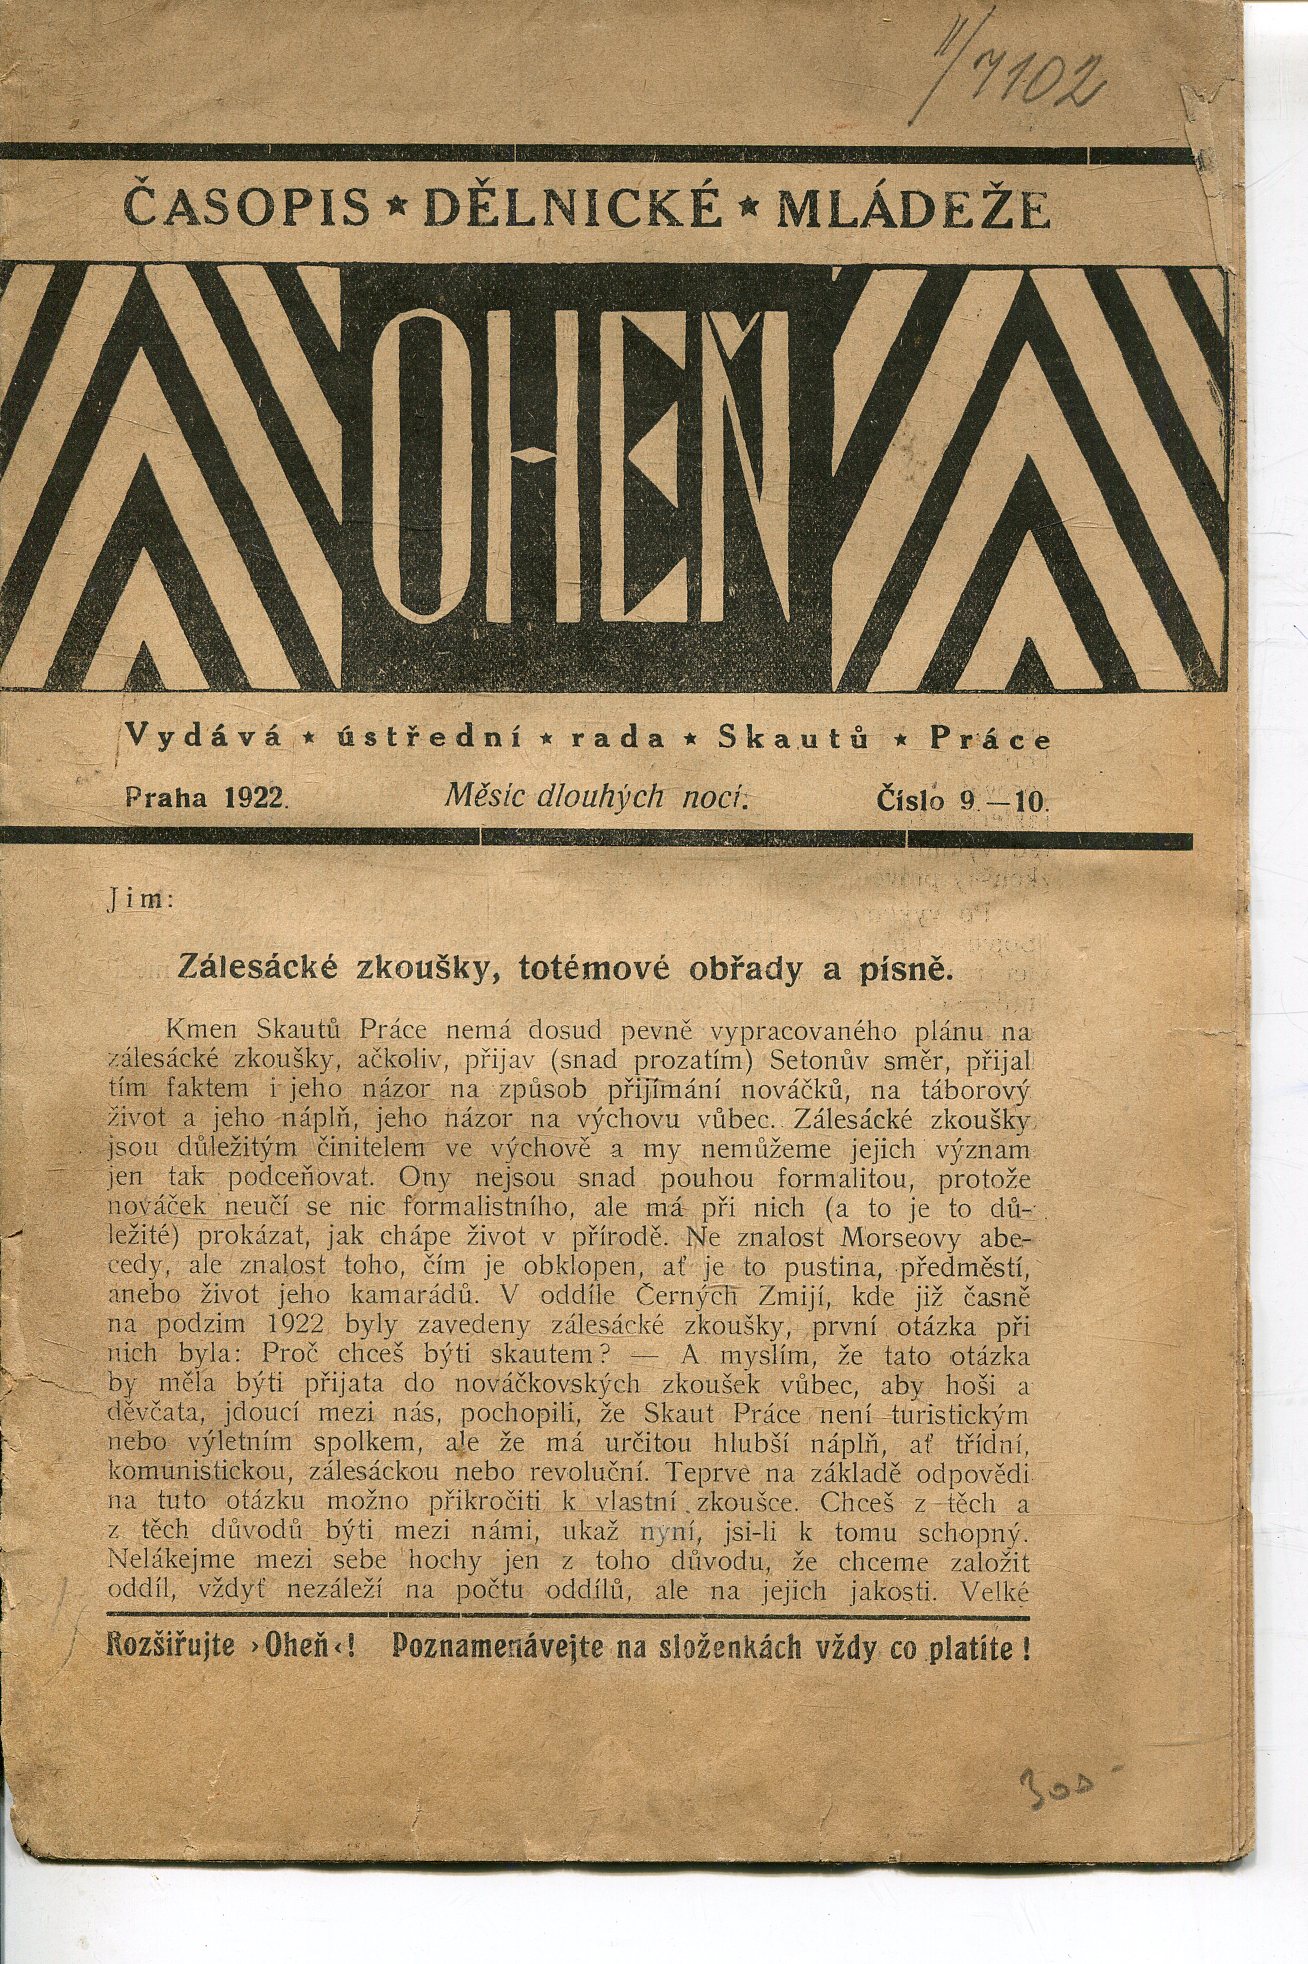 II/7102
ČASOPIS ★ DĚLNICKÉ ★ MLÁDEŽE
OHEŇ
Vydává ★ ústřední ★ rada ★ Skautů ★ Práce
Praha 1922. Měsíc dlouhých nocí. Číslo 9.—10.
Jim:
Zálesácké zkoušky, totémové obřady a písně.
Kmen Skautů Práce nemá dosud pevně vypracovaného plánu na
zálesácké zkoušky, ačkoliv, přijav (snad prozatím) Setonův směr, přijal
tím faktem i jeho názor na způsob přijímání nováčků, na táborový
život a jeho náplň, jeho názor na výchovu vůbec. Zálesácké zkoušky
jsou důležitým činitelem ve výchově a my nemůžeme jejich význam
jen tak podceňovat. Ony nejsou snad pouhou formalitou, protože
nováček neučí se nic formalistního, ale má při nich (a to je to dů-
ležité) prokázat, jak chápe život v přírodě. Ne znalost Morseovy abe-
cedy, ale znalost toho, čím je obklopen, ať je to pustina, předměstí,
anebo život jeho kamarádů. V oddíle Černých Zmijí, kde již časně
na podzim 1922 byly zavedeny zálesácké zkoušky, první otázka při
nich byla: Proč chceš býti skautem? — A myslím, že tato otázka
by měla býti přijata do nováčkovských zkoušek vůbec, aby hoši a
děvčata, jdoucí mezi nás, pochopili, že Skaut Práce není turistickým
nebo výletním spolkem, ale že má určitou hlubší náplň, ať třídní,
komunistickou, zálesáckou nebo revoluční. Teprve na základě odpovědi
na tuto otázku možno přikročiti k vlastní zkoušce. Chceš z těch a
z těch důvodů býti mezi námi, ukaž nyní, jsi-li k tomu schopný.
Nelákejme mezi sebe hochy jen z toho důvodu, že chceme založit
oddíl, vždyť nezáleží na počtu oddílů, ale na jejich jakosti. Velké
Rozšiřujte ›Oheň‹! Poznamenávejte na složenkách vždy co platíte!
300-